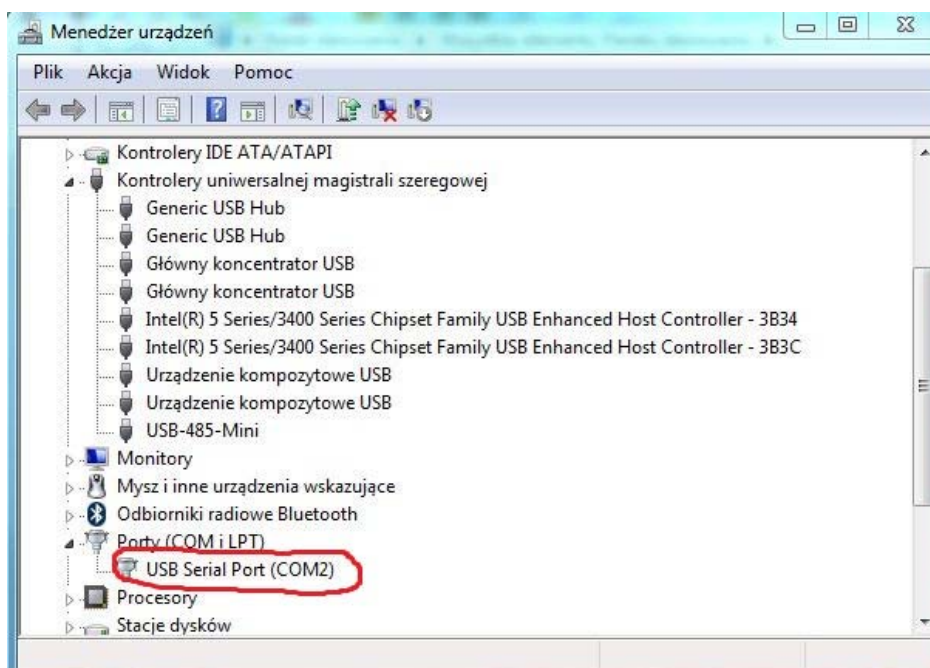 Menedżer urządzeń
Plik Akcja Widok Pomoc
Kontrolery IDE ATA/ATAPI
Kontrolery uniwersalnej magistrali szeregowej
Generic USB Hub
Generic USB Hub
Główny koncentrator USB
Główny koncentrator USB
Intel(R) 5 Series/3400 Series Chipset Family USB Enhanced Host Controller - 3B34
Intel(R) 5 Series/3400 Series Chipset Family USB Enhanced Host Controller - 3B3C
Urządzenie kompozytowe USB
Urządzenie kompozytowe USB
USB-485-Mini
Monitory
Mysz i inne urządzenia wskazujące
Odbiorniki radiowe Bluetooth
Porty (COM i LPT)
USB Serial Port (COM2)
Procesory
Stacje dysków